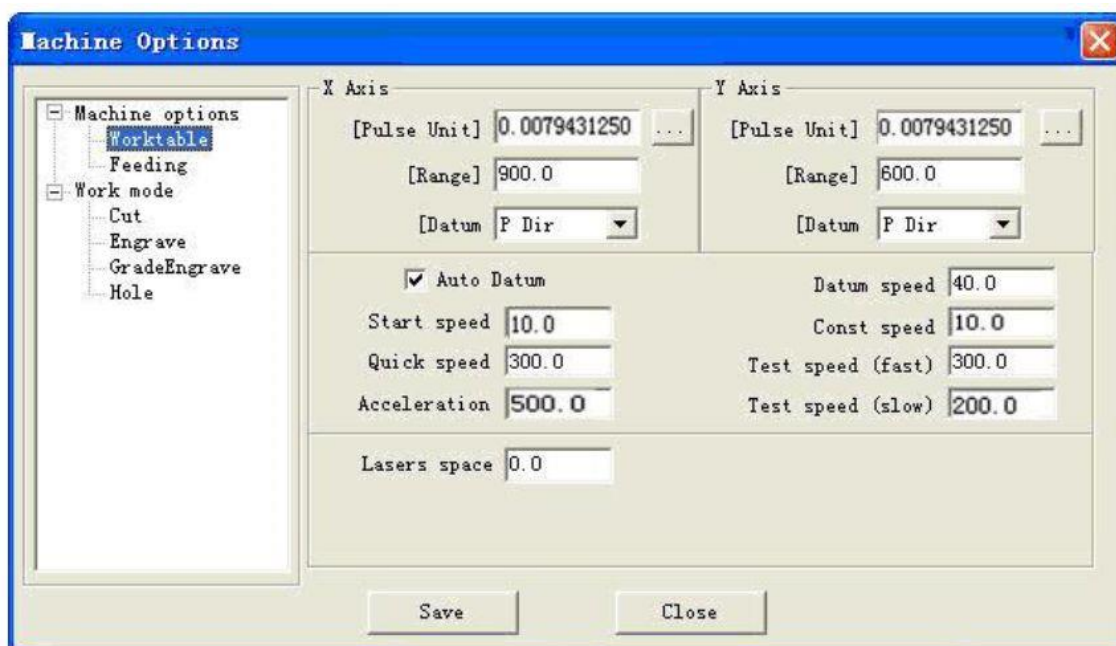 Machine Options
Machine options
Worktable
Feeding
Work mode
Cut
Engrave
GradeEngrave
Hole
X Axis
[Pulse Unit] 0.0079431250 ...
[Range] 900.0
[Datum P Dir
Y Axis
[Pulse Unit] 0.0079431250 ...
[Range] 600.0
[Datum P Dir
Auto Datum
Start speed 10.0
Quick speed 300.0
Acceleration 500.0
Datum speed 40.0
Const speed 10.0
Test speed (fast) 300.0
Test speed (slow) 200.0
Lasers space 0.0
Save Close